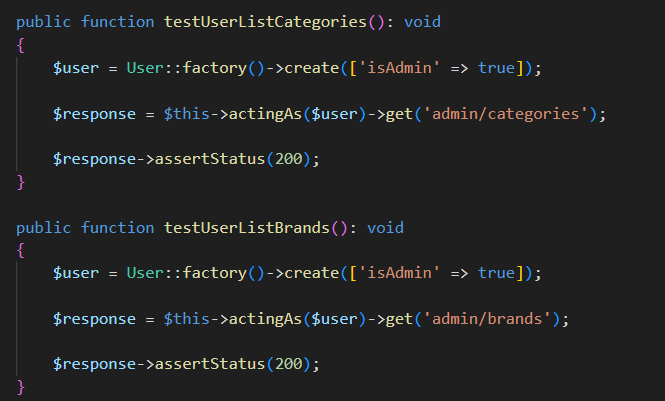 public function testUserListCategories(): void
{
    $user = User::factory()->create(['isAdmin' => true]);
    $response = $this->actingAs($user)->get('admin/categories');
    $response->assertStatus(200);
}
public function testUserListBrands(): void
{
    $user = User::factory()->create(['isAdmin' => true]);
    $response = $this->actingAs($user)->get('admin/brands');
    $response->assertStatus(200);
}